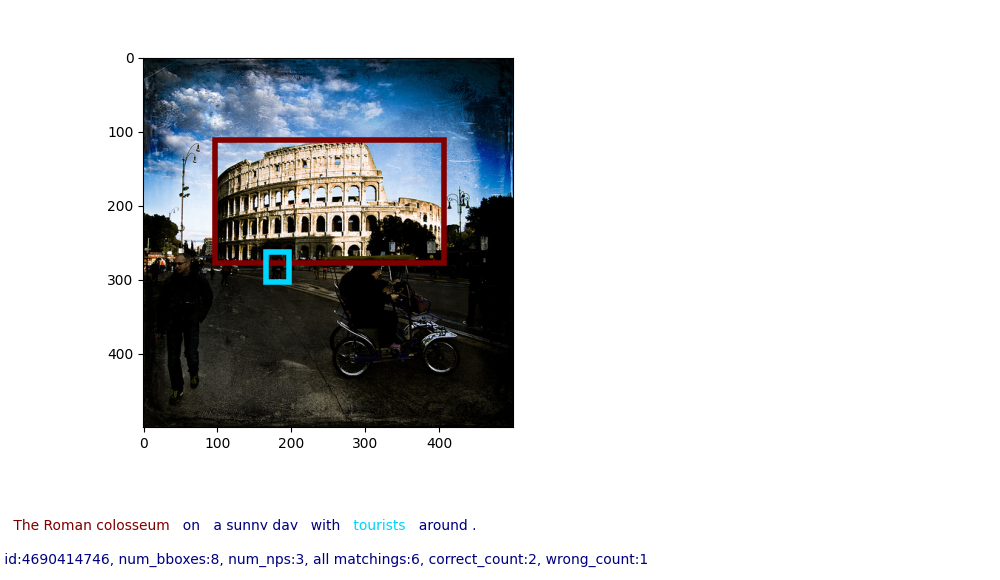 0
100
200
300
400
0 100 200 300 400
The Roman colosseum on a sunny day with tourists around .
id:4690414746, num_bboxes:8, num_nps:3, all matchings:6, correct_count:2, wrong_count:1